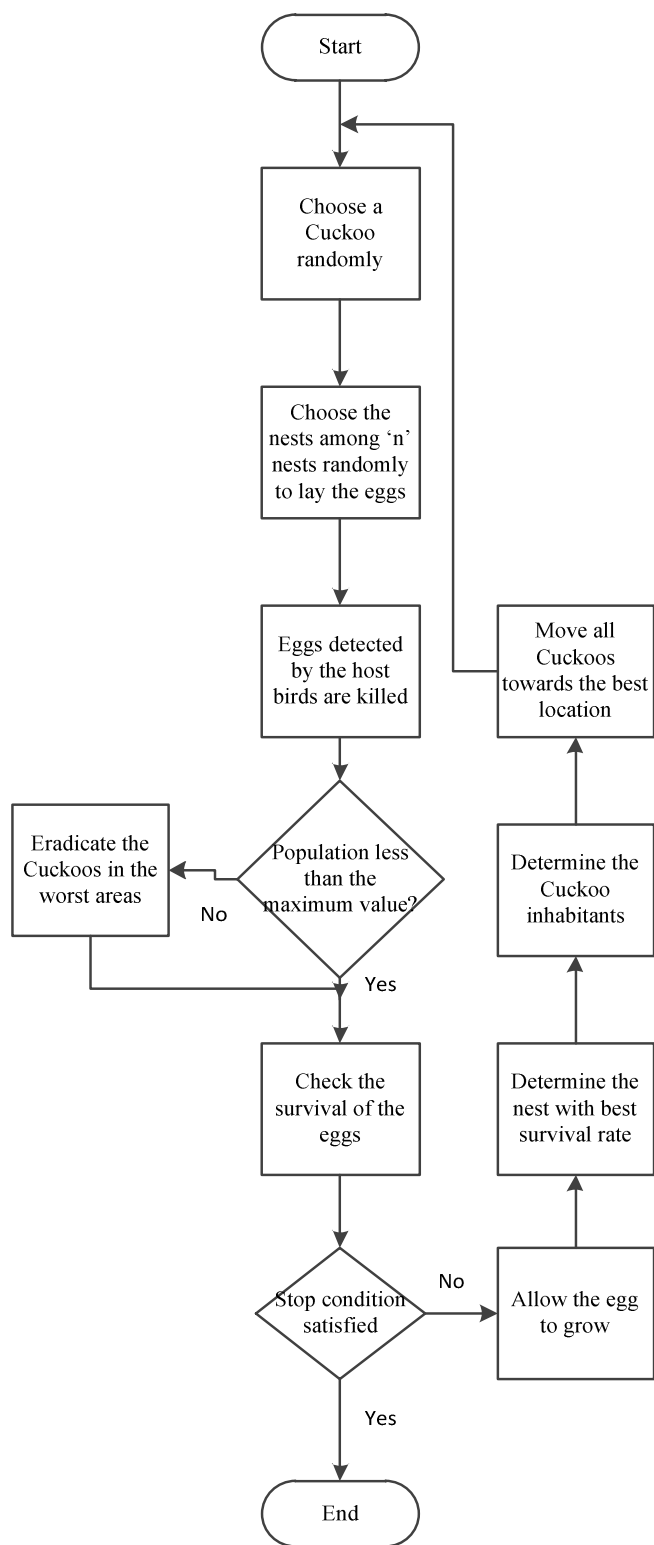 Start
Choose a
Cuckoo
randomly
Choose the
nests among ‘n’
nests randomly
to lay the eggs
Eggs detected
by the host
birds are killed
Population less
than the
maximum value?
No
Eradicate the
Cuckoos in the
worst areas
Yes
Check the
survival of the
eggs
Stop condition
satisfied
No
Allow the egg
to grow
Determine the
nest with best
survival rate
Determine the
Cuckoo
inhabitants
Move all
Cuckoos
towards the best
location
Yes
End